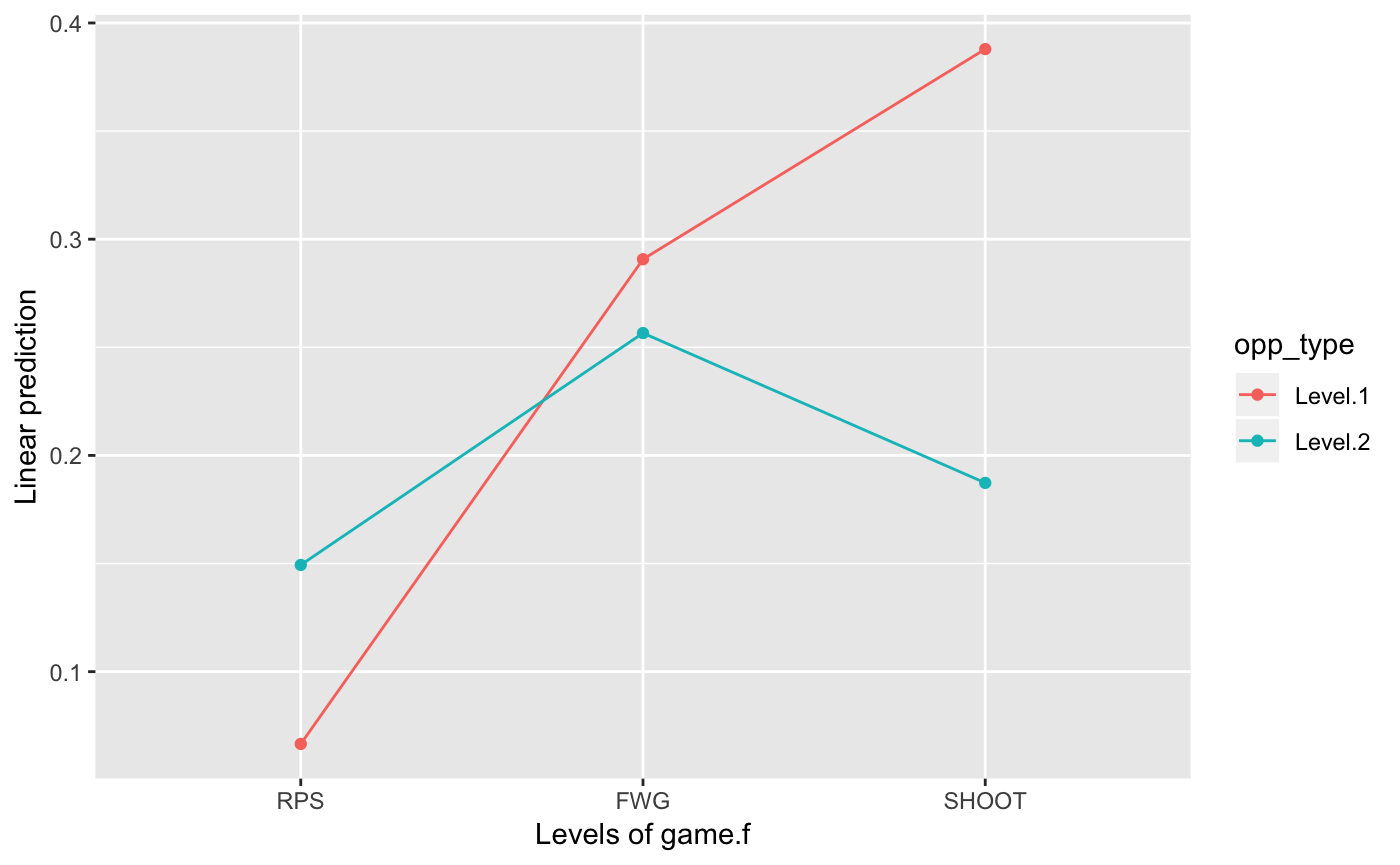 0.4
0.3
0.2
0.1
Linear prediction
RPS
FWG
SHOOT
Levels of game.f
opp_type
Level.1
Level.2